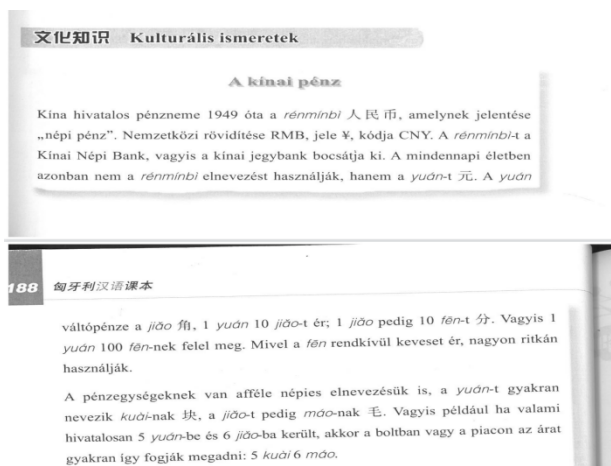 文化知识 Kulturális ismeretek
A kínai pénz
Kína hivatalos pénzneme 1949 óta a rénmínbì 人民币, amelynek jelentése
„népi pénz”. Nemzetközi rövidítése RMB, jele ¥, kódja CNY. A rénmínbì-t a
Kínai Népi Bank, vagyis a kínai jegybank bocsátja ki. A mindennapi életben
azonban nem a rénmínbì elnevezést használják, hanem a yuán-t 元. A yuán
188 匈牙利汉语课本
váltópénze a jiǎo 角, 1 yuán 10 jiǎo-t ér; 1 jiǎo pedig 10 fēn-t 分. Vagyis 1
yuán 100 fēn-nek felel meg. Mivel a fēn rendkívül keveset ér, nagyon ritkán
használják.
A pénzegységeknek van afféle népies elnevezésük is, a yuán-t gyakran
nevezik kuài-nak 块, a jiǎo-t pedig máo-nak 毛. Vagyis például ha valami
hivatalosan 5 yuán-be és 6 jiǎo-ba került, akkor a boltban vagy a piacon az árat
gyakran így fogják megadni: 5 kuài 6 máo.